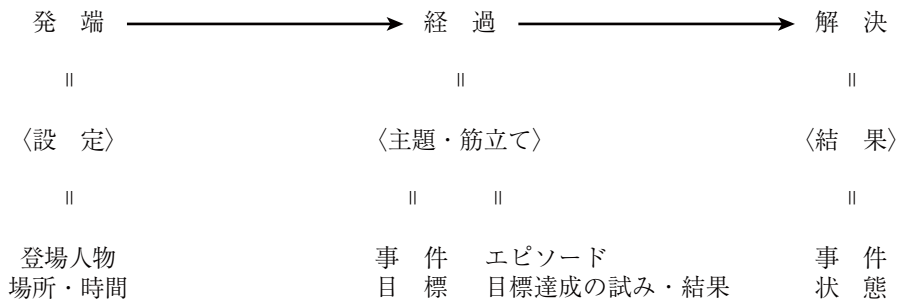 発 端 経 過 解 決
〈設 定〉 〈主題・筋立て〉 〈結 果〉
登場人物 事 件 エピソード 事 件
場所・時間 目 標 目標達成の試み・結果 状 態